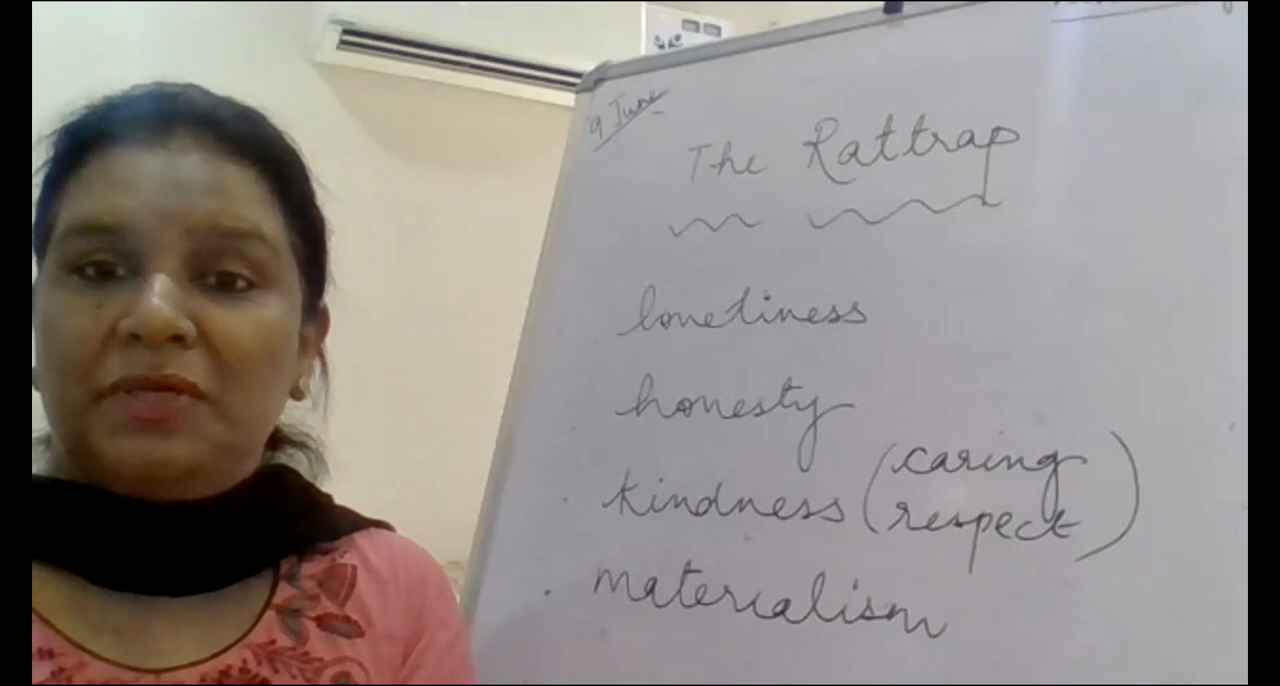 9 June
The Rattrap
loneliness
honesty
kindness (caring
respect)
materialism